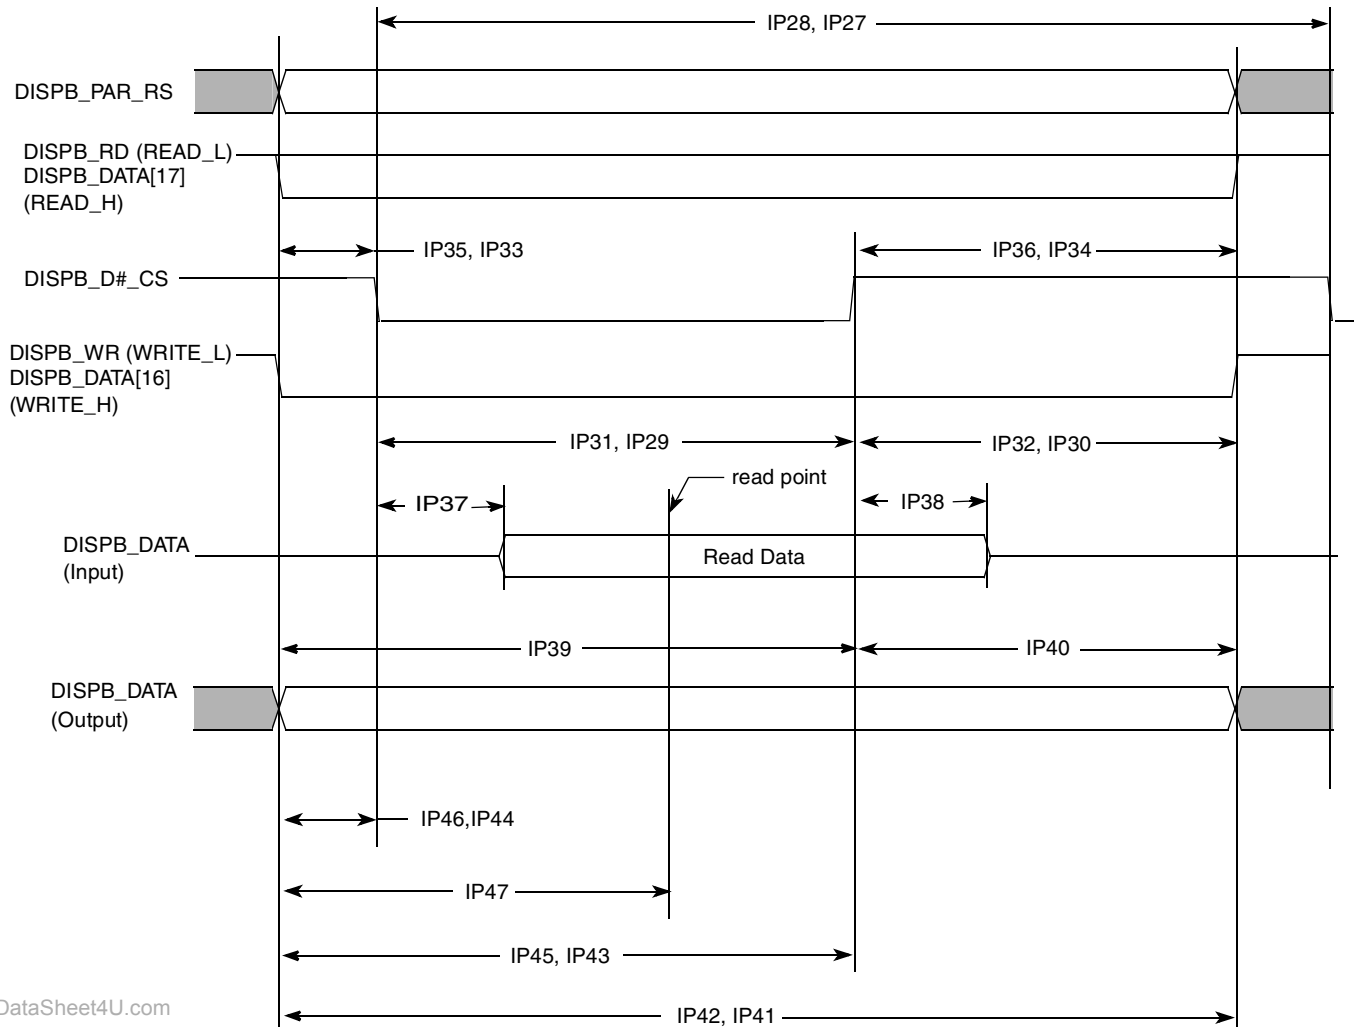 IP28, IP27
DISPB_PAR_RS
DISPB_RD (READ_L)
DISPB_DATA[17]
(READ_H)
IP35, IP33
IP36, IP34
DISPB_D#_CS
DISPB_WR (WRITE_L)
DISPB_DATA[16]
(WRITE_H)
IP31, IP29
IP32, IP30
read point
IP37
IP38
DISPB_DATA
(Input)
Read Data
IP39
IP40
DISPB_DATA
(Output)
IP46,IP44
IP47
IP45, IP43
DataSheet4U.com
IP42, IP41